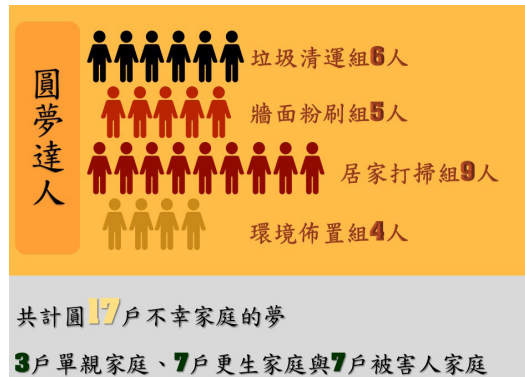 圓夢達人
垃圾清運組6人
牆面粉刷組5人
居家打掃組9人
環境佈置組4人
共計圓17戶不幸家庭的夢
3戶單親家庭、7戶更生家庭與7戶被害人家庭